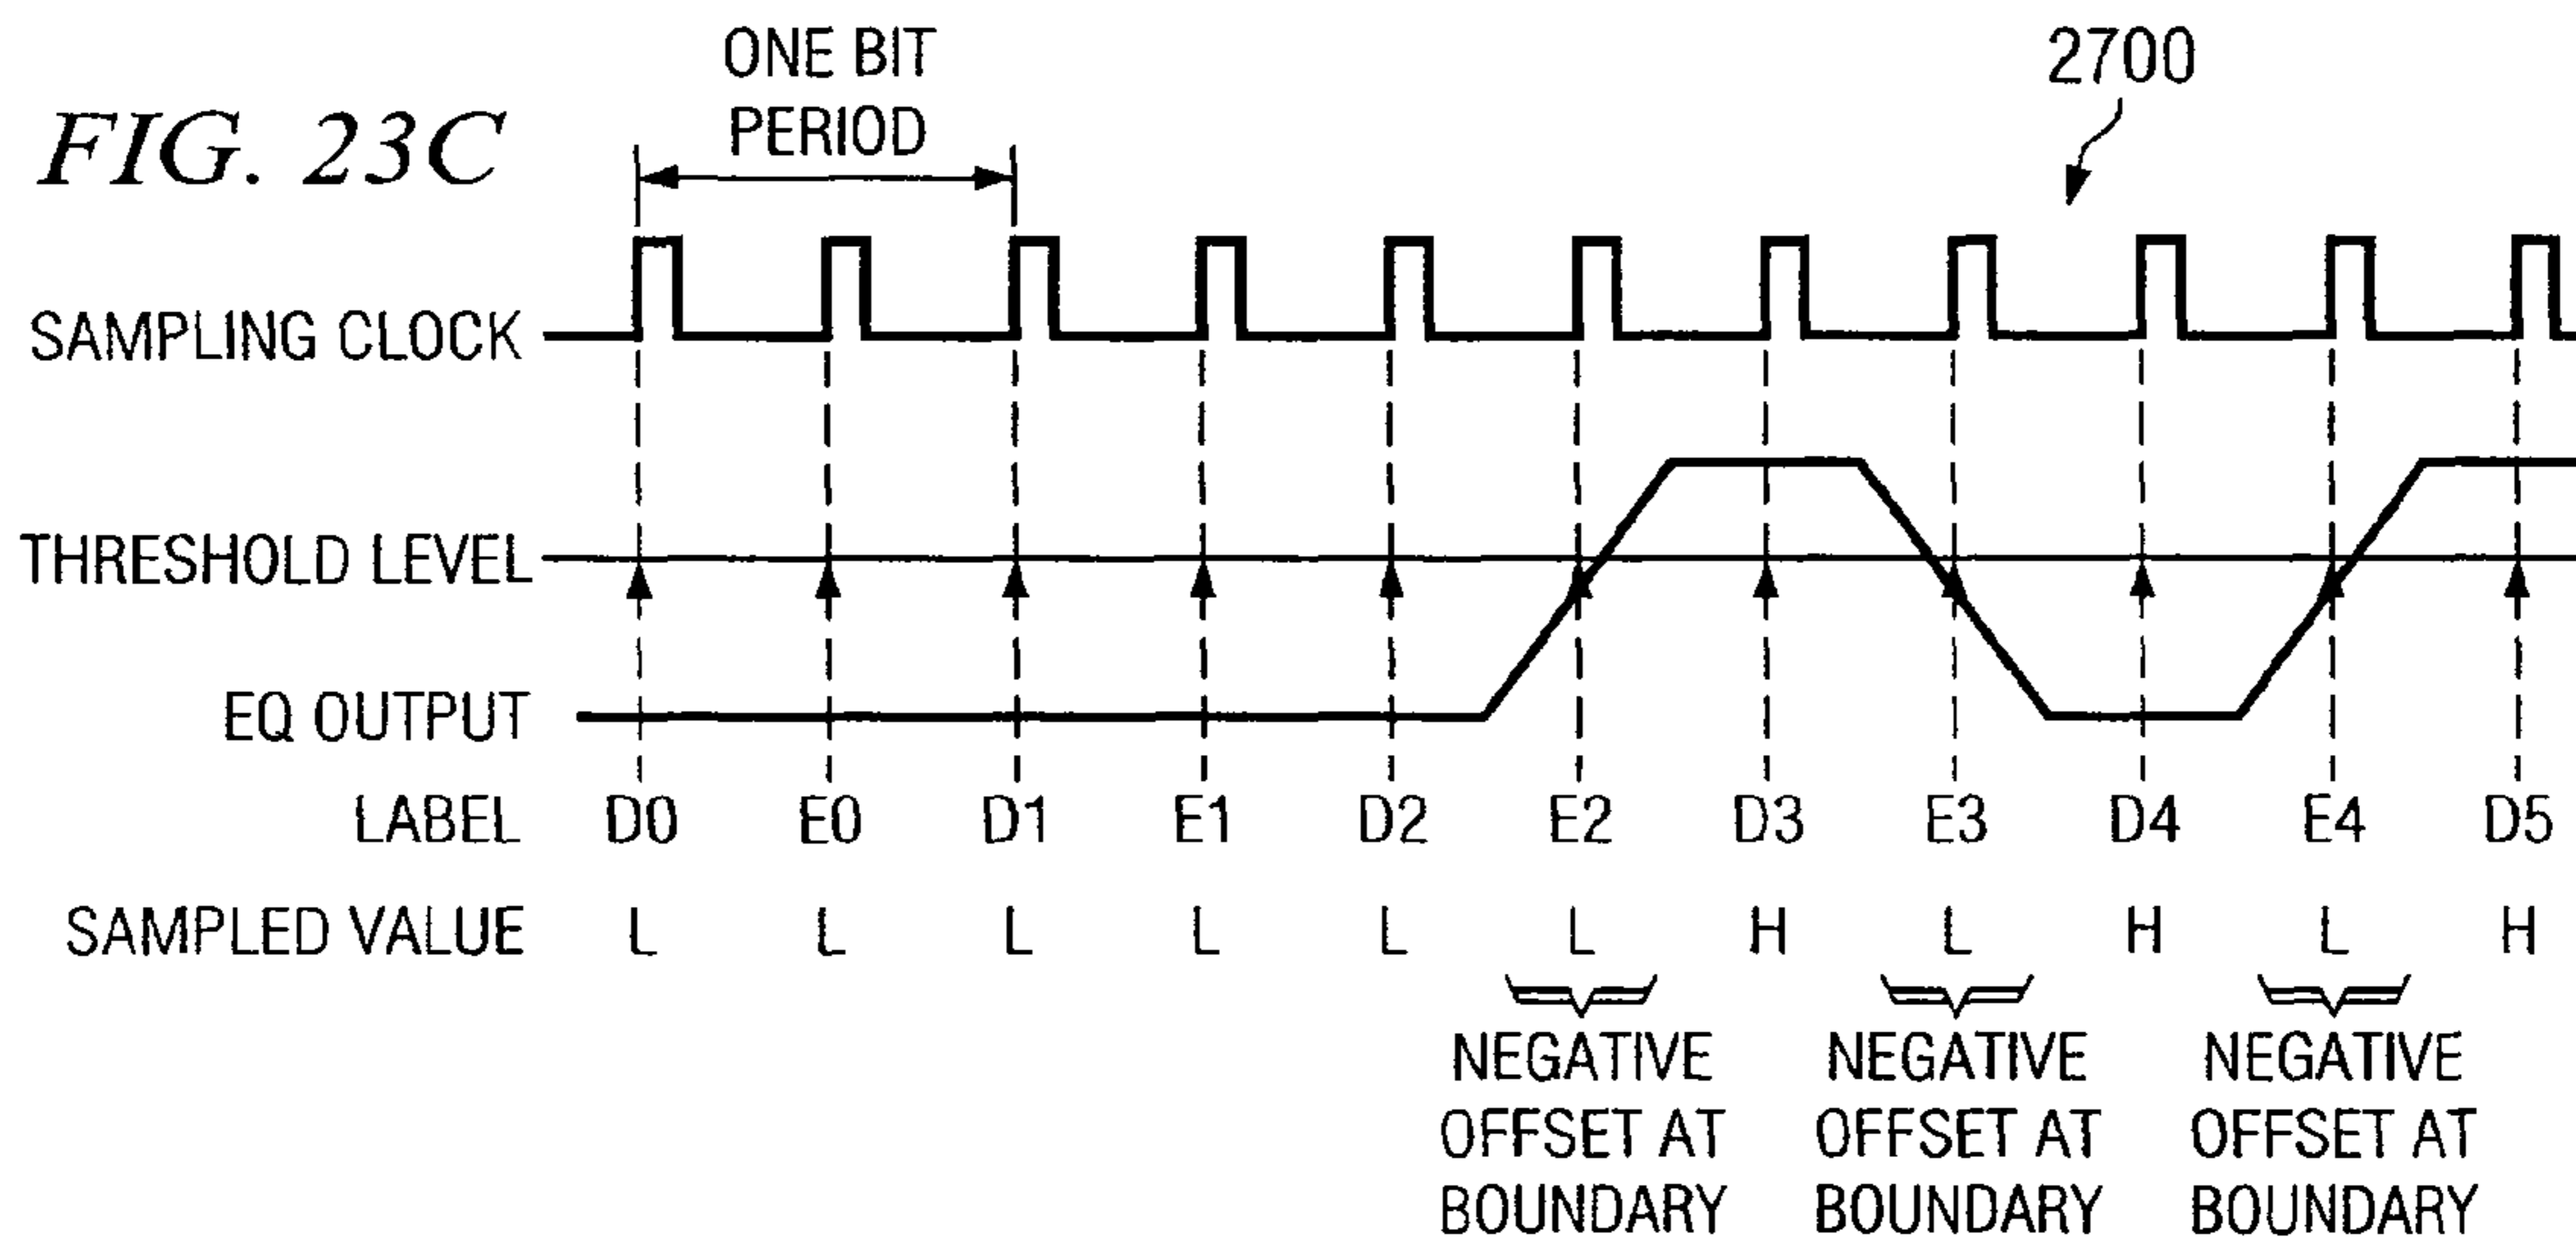 FIG. 23C
ONE BIT
PERIOD
2700
SAMPLING CLOCK
THRESHOLD LEVEL
EQ OUTPUT
LABEL D0 E0 D1 E1 D2 E2 D3 E3 D4 E4 D5
SAMPLED VALUE L L L L L L H L H L H
NEGATIVE NEGATIVE NEGATIVE
OFFSET AT OFFSET AT OFFSET AT
BOUNDARY BOUNDARY BOUNDARY